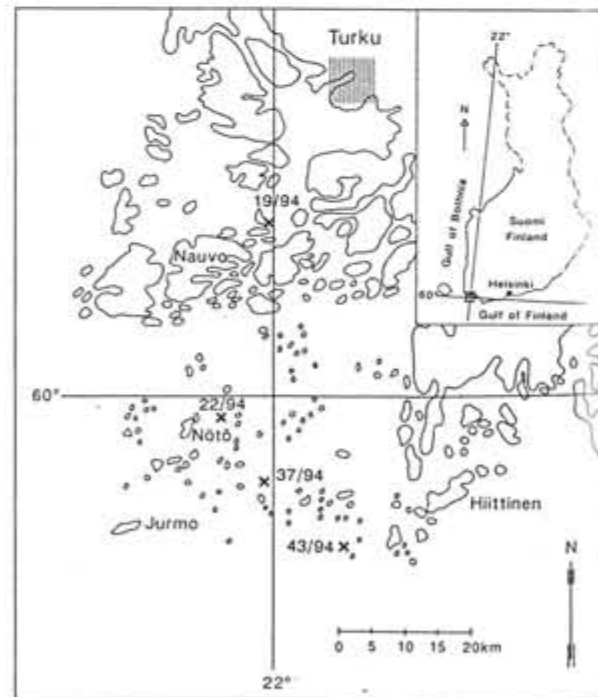 Turku
22°
N
Gulf of Bothnia
Suomi
Finland
Helsinki
60°
Gulf of Finland
19/94
Nauvo
60°
22/94
Nötö
37/94
Jurmo
43/94
Hiittinen
N
0 5 10 15 20km
22°